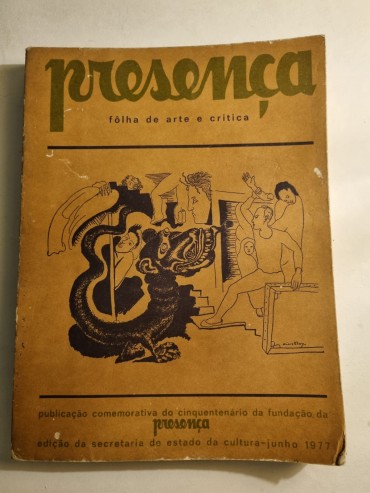 presença
fôlha de arte e crítica
publicação comemorativa do cinquentenário da fundação da
presença
edição da secretaria de estado da cultura-junho 1977